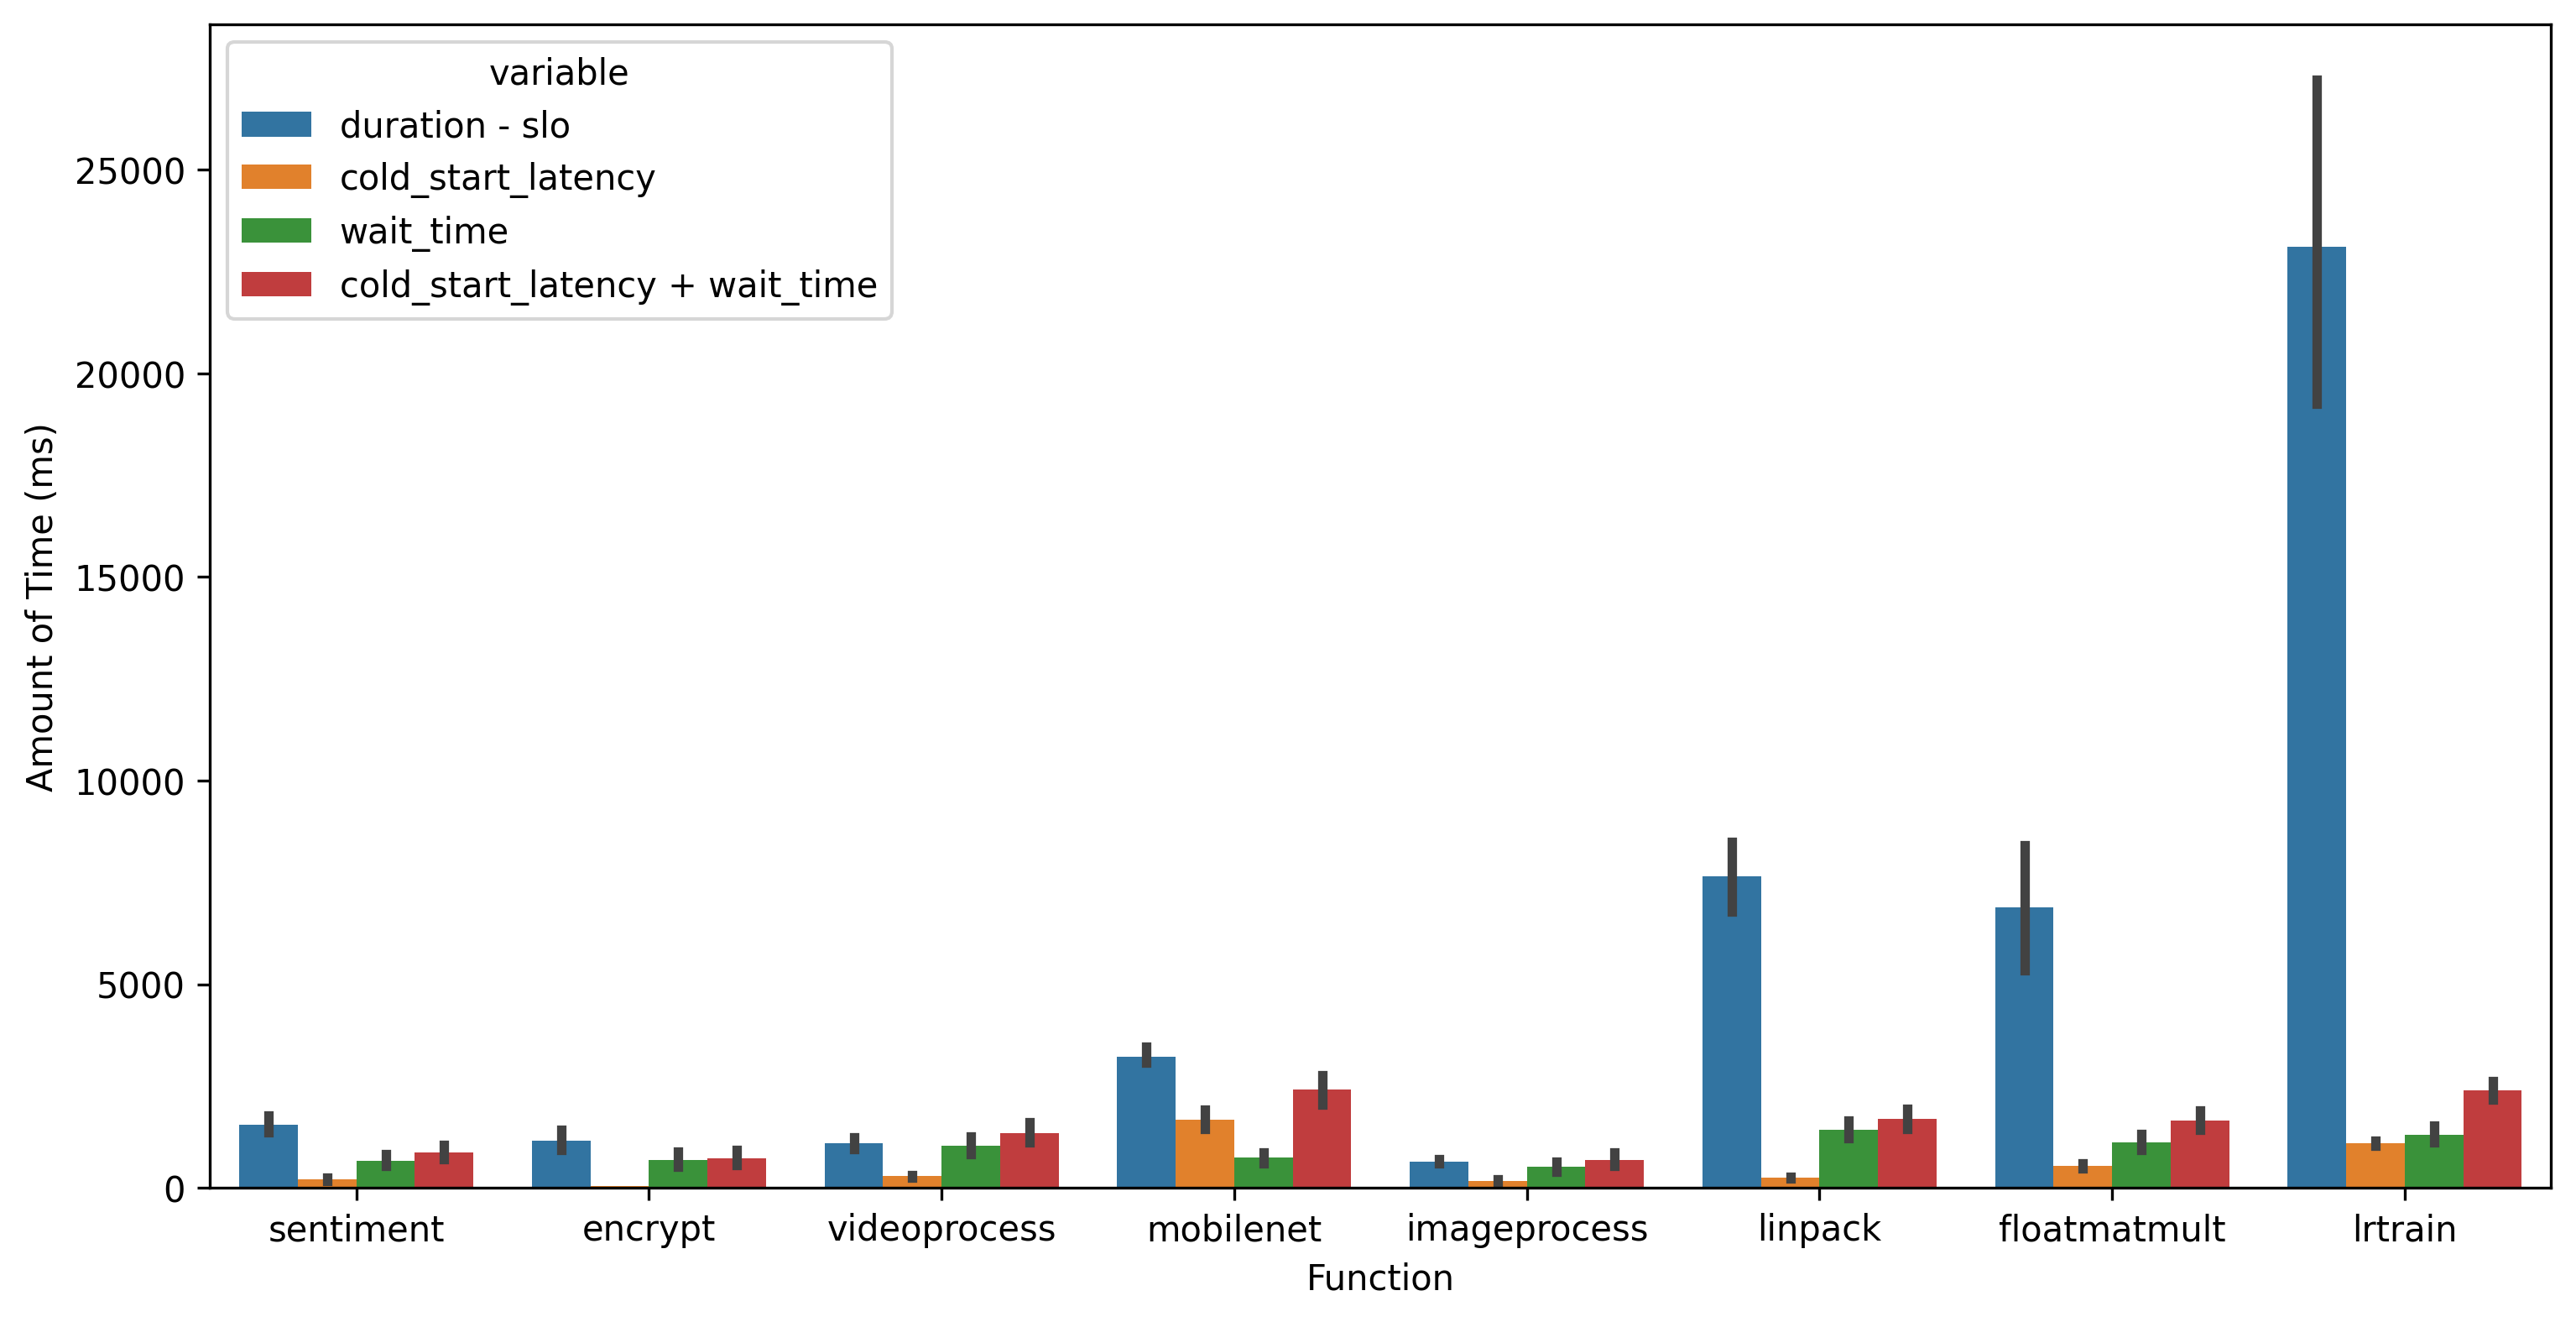 variable
duration - slo
cold_start_latency
wait_time
cold_start_latency + wait_time
Amount of Time (ms)
25000
20000
15000
10000
5000
0
sentiment
encrypt
videoprocess
mobilenet
imageprocess
linpack
floatmatmult
lrtrain
Function